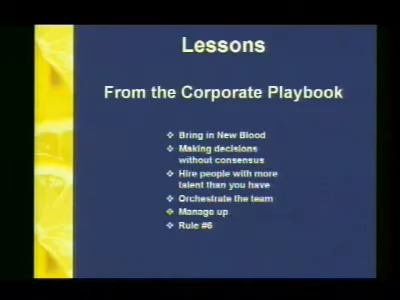 Lessons
From the Corporate Playbook
Bring in New Blood
Making decisions
without consensus
Hire people with more
talent than you have
Orchestrate the team
Manage up
Rule #6